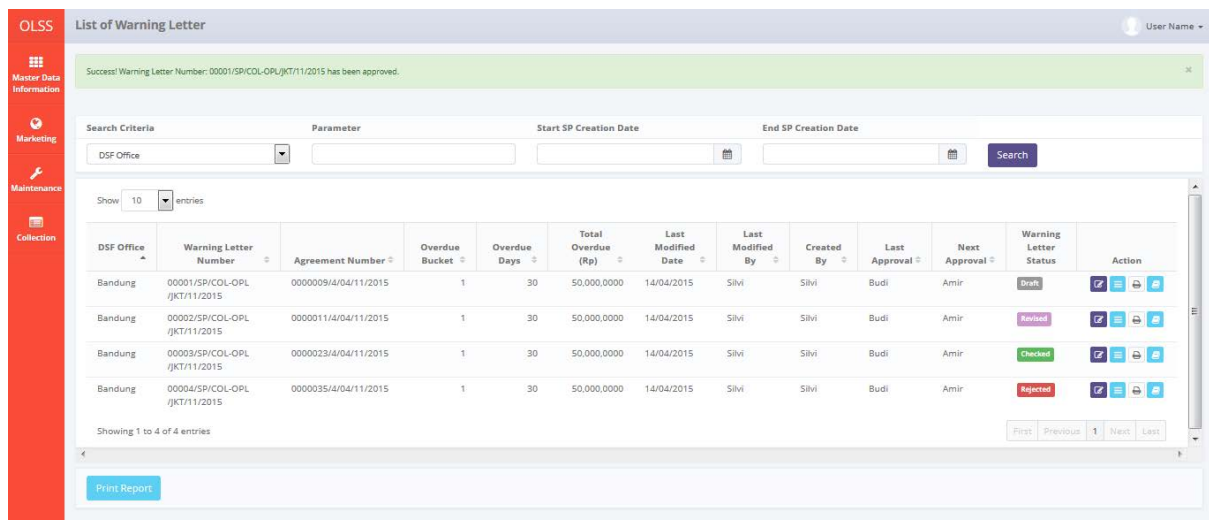 OLSS
List of Warning Letter
User Name
Master Data
Information
Marketing
Maintenance
Collection
Success! Warning Letter Number: 00001/SP/COL-OPL/JKT/11/2015 has been approved.
×
Search Criteria Parameter Start SP Creation Date End SP Creation Date
DSF Office Search
Show 10 entries
DSF Office Warning Letter Number Agreement Number Overdue Bucket Overdue Days Total Overdue (Rp) Last Modified Date Last Modified By Created By Last Approval Next Approval Warning Letter Status Action
Bandung 00001/SP/COL-OPL 0000009/4/04/11/2015 1 30 50,000,0000 14/04/2015 Silvi Silvi Budi Amir Draft
/JKT/11/2015
Bandung 00002/SP/COL-OPL 0000011/4/04/11/2015 1 30 50,000,0000 14/04/2015 Silvi Silvi Budi Amir Revised
/JKT/11/2015
Bandung 00003/SP/COL-OPL 0000023/4/04/11/2015 1 30 50,000,0000 14/04/2015 Silvi Silvi Budi Amir Checked
/JKT/11/2015
Bandung 00004/SP/COL-OPL 0000035/4/04/11/2015 1 30 50,000,0000 14/04/2015 Silvi Silvi Budi Amir Rejected
/JKT/11/2015
Showing 1 to 4 of 4 entries First Previous 1 Next Last
Print Report